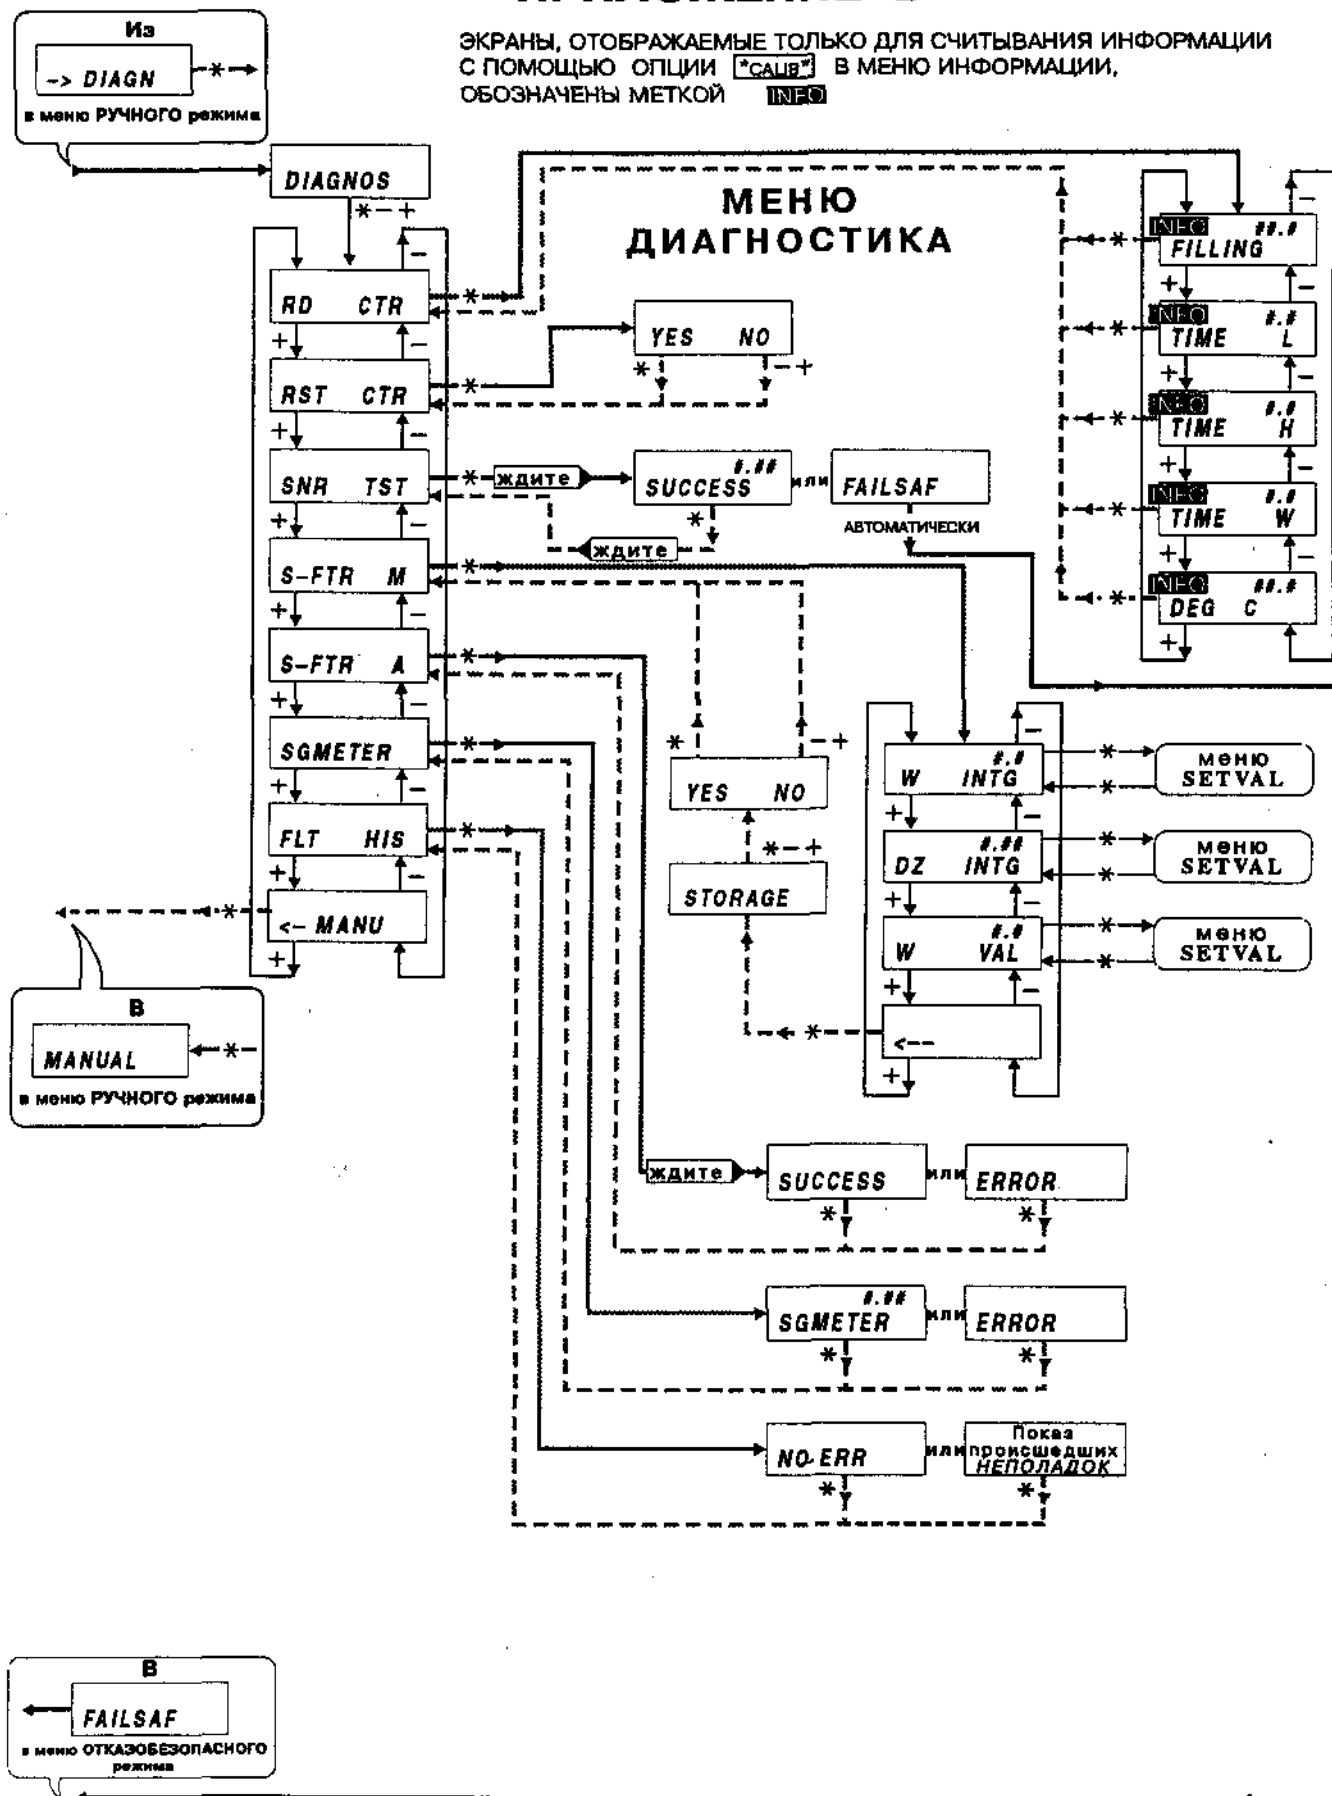 Из
-> DIAGN
-*->
в меню РУЧНОГО режима
ЭКРАНЫ, ОТОБРАЖАЕМЫЕ ТОЛЬКО ДЛЯ СЧИТЫВАНИЯ ИНФОРМАЦИИ
С ПОМОЩЬЮ ОПЦИИ "CALIB" В МЕНЮ ИНФОРМАЦИИ,
ОБОЗНАЧЕНЫ МЕТКОЙ INFO
МЕНЮ
ДИАГНОСТИКА
DIAGNOS
*-+
RD CTR
*
RST CTR
*
YES NO
* -+
SNR TST
*
ждите
#.##
SUCCESS
или
FAILSAF
АВТОМАТИЧЕСКИ
*
ждите
S-FTR M
*
S-FTR A
*
SGMETER
*
FLT HIS
*
<- MANU
*
INFO ##.#
FILLING
INFO #.#
TIME L
INFO #.#
TIME H
INFO #.#
TIME W
INFO ##.#
DEG C
* -+
YES NO
*-+
STORAGE
#.#
W INTG
*
меню
SETVAL
#.##
DZ INTG
*
меню
SETVAL
#.#
W VAL
*
меню
SETVAL
<--
*
В
MANUAL
<-*-
в меню РУЧНОГО режима
ждите
SUCCESS
или
ERROR
* *
#.##
SGMETER
или
ERROR
* *
NO-ERR
или
Показ
происшедших
НЕПОЛАДОК
* *
В
FAILSAF
в меню ОТКАЗОБЕЗОПАСНОГО
режима